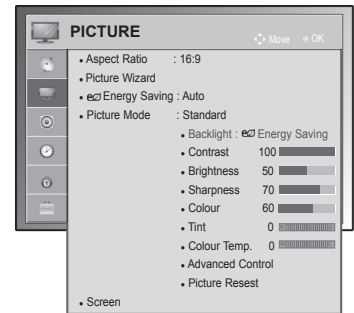 PICTURE
Move OK
• Aspect Ratio : 16:9
• Picture Wizard
• Energy Saving : Auto
• Picture Mode : Standard
• Backlight : Energy Saving
• Contrast 100
• Brightness 50
• Sharpness 70
• Colour 60
• Tint 0
• Colour Temp. 0
• Advanced Control
• Picture Resest
• Screen